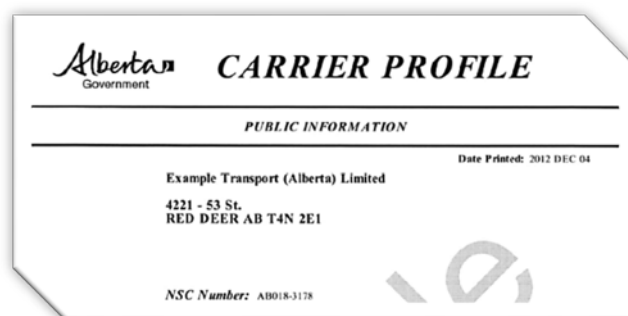 Alberta
Government
CARRIER PROFILE
PUBLIC INFORMATION
Date Printed: 2012 DEC 04
Example Transport (Alberta) Limited
4221 - 53 St.
RED DEER AB T4N 2E1
NSC Number: AB018-3178